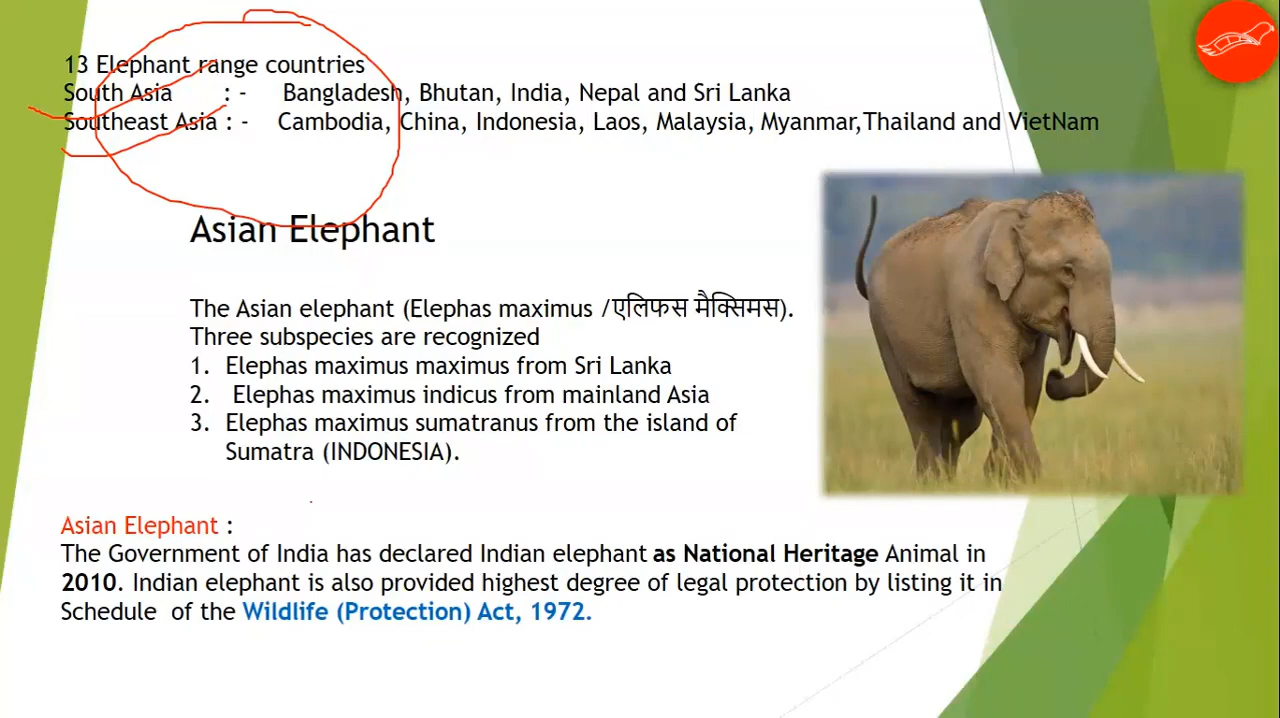 13 Elephant range countries
South Asia : - Bangladesh, Bhutan, India, Nepal and Sri Lanka
Southeast Asia : - Cambodia, China, Indonesia, Laos, Malaysia, Myanmar,Thailand and VietNam
Asian Elephant
The Asian elephant (Elephas maximus /एलिफस मैक्सिमस).
Three subspecies are recognized
1. Elephas maximus maximus from Sri Lanka
2. Elephas maximus indicus from mainland Asia
3. Elephas maximus sumatranus from the island of
Sumatra (INDONESIA).
Asian Elephant :
The Government of India has declared Indian elephant as National Heritage Animal in
2010. Indian elephant is also provided highest degree of legal protection by listing it in
Schedule of the Wildlife (Protection) Act, 1972.